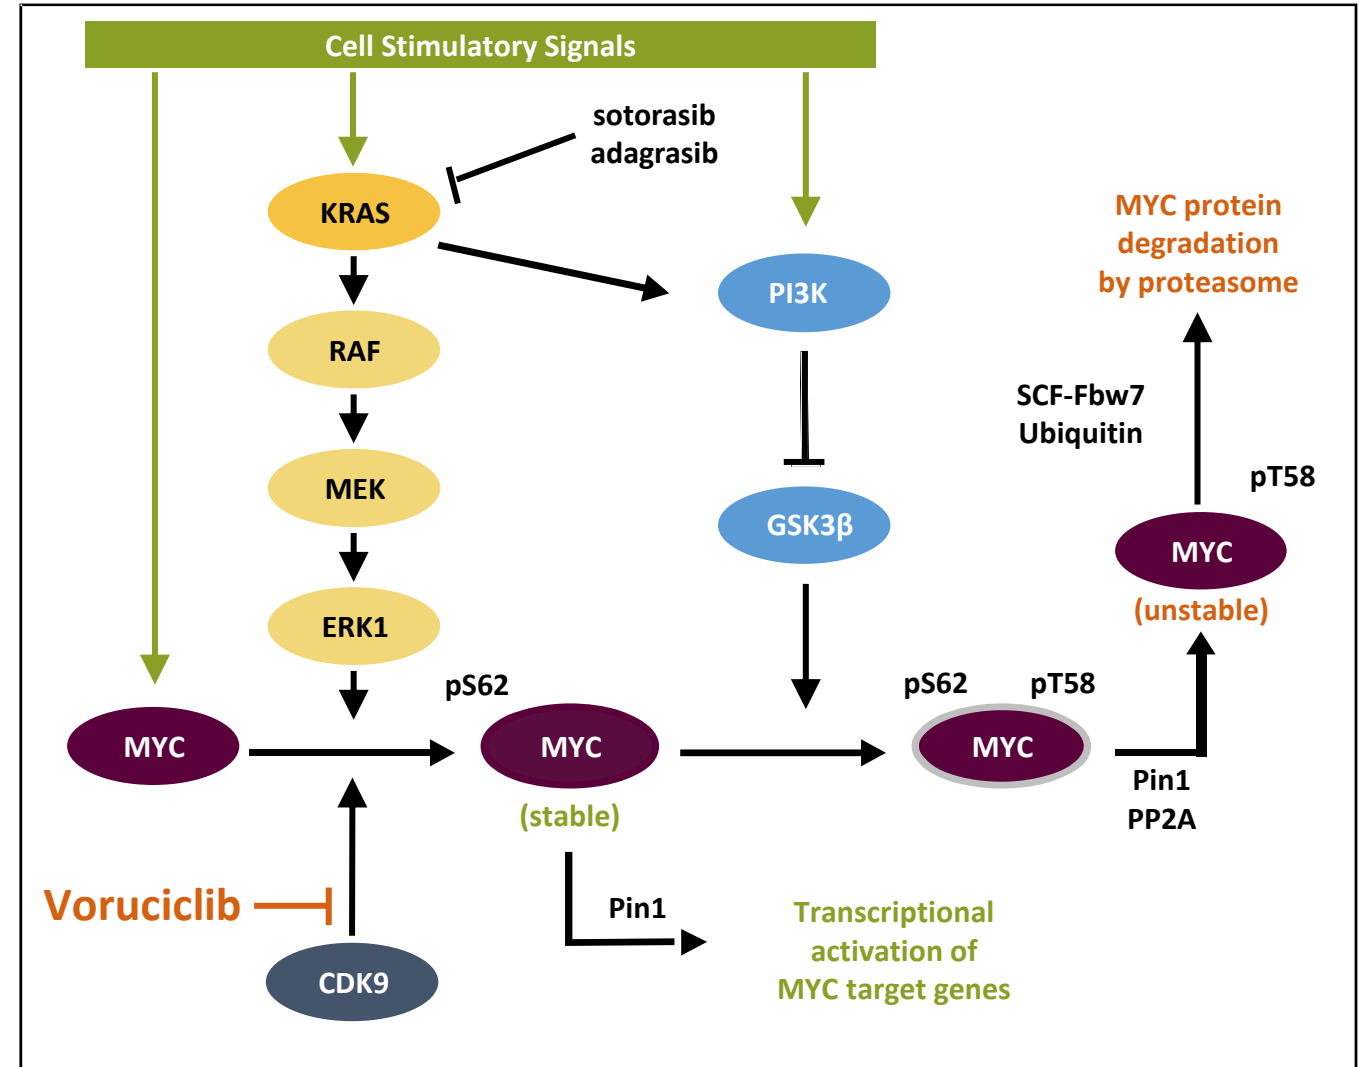 Cell Stimulatory Signals
sotorasib
adagrasib
KRAS
MYC protein
degradation
by proteasome
PI3K
RAF
SCF-Fbw7
Ubiquitin
pT58
MEK
GSK3β
MYC
(unstable)
ERK1
pS62
pS62
pT58
MYC
MYC
MYC
(stable)
Pin1
PP2A
Voruciclib
Pin1
Transcriptional
activation of
MYC target genes
CDK9